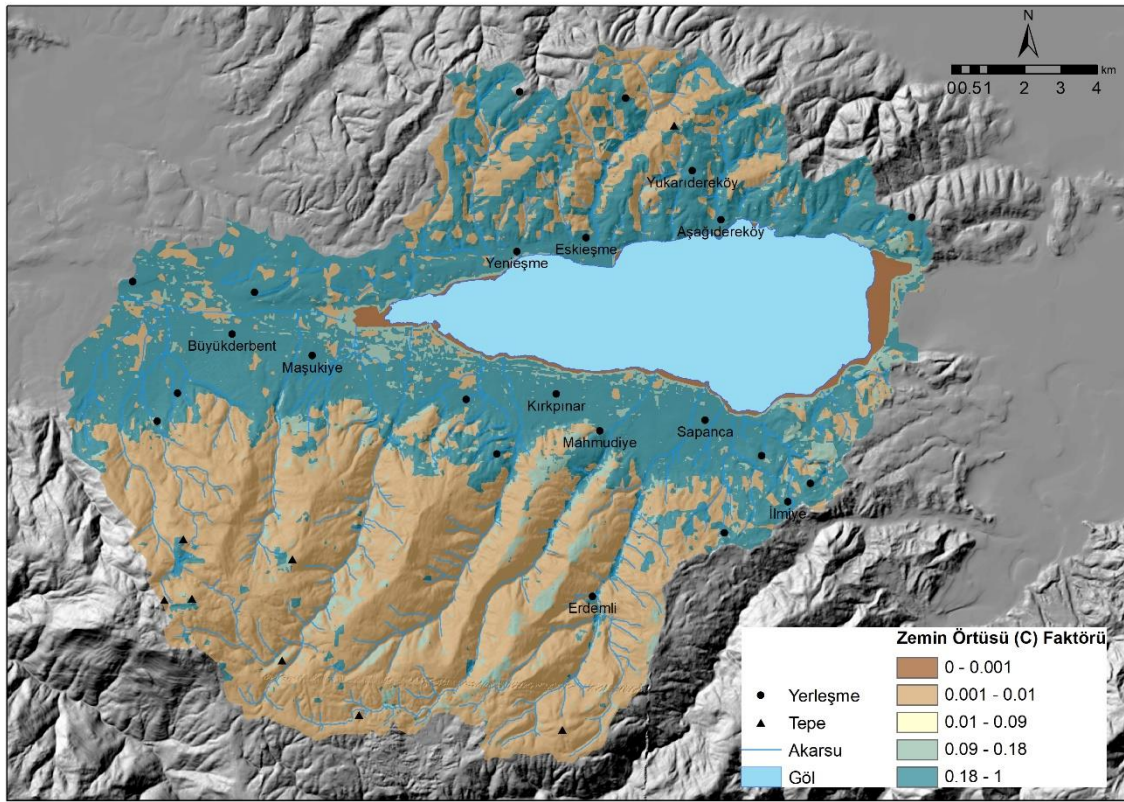 N
km
0 0.5 1 2 3 4
Yukarıdereköy
Aşağıdereköy
Eskieşme
Yenieşme
Büyükderbent
Maşukiye
Kırkpınar
Mahmudiye
Sapanca
İlmiye
Erdemli
Zemin Örtüsü (C) Faktörü
0 - 0.001
0.001 - 0.01
0.01 - 0.09
0.09 - 0.18
0.18 - 1
Yerleşme
Tepe
Akarsu
Göl